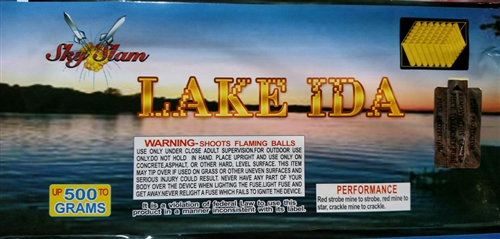 Sky Slam
LAKE IDA
WARNING-SHOOTS FLAMING BALLS
USE ONLY UNDER CLOSE ADULT SUPERVISION.FOR OUTDOOR USE
ONLY.DO NOT HOLD IN HAND. PLACE UPRIGHT AND USE ONLY ON
CONCRETE,ASPHALT, OR OTHER HARD, LEVEL SURFACE. THIS ITEM
MAY TIP OVER IF USED ON GRASS OR OTHER UNEVEN SURFACES AND
SERIOUS INJURY COULD RESULT. NEVER HAVE ANY PART OF YOUR
BODY OVER THE DEVICE WHEN LIGHTING THE FUSE.LIGHT FUSE AND
GET AWAY.NEVER RELIGHT A FUSE WHICH FAILS TO IGNITE THE DEVICE.
It is a violation of federal Law to use this
product in a manner inconsistent with its label.
UP 500 TO
GRAMS
PERFORMANCE
Red strobe mine to strobe, red mine to
star, crackle mine to crackle.